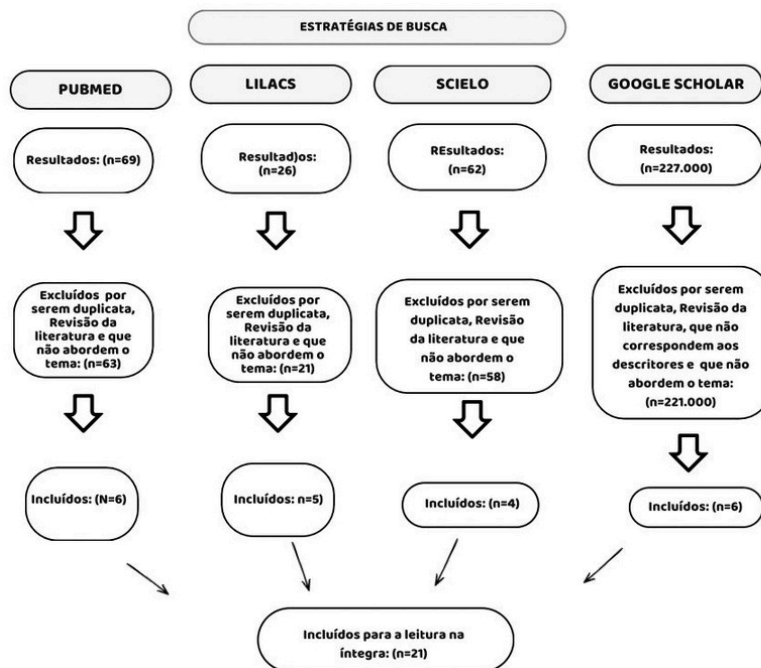 ESTRATÉGIAS DE BUSCA
PUBMED
LILACS
SCIELO
GOOGLE SCHOLAR
Resultados: (n=69)
Resultad)os:
(n=26)
REsultados:
(n=62)
Resultados:
(n=227.000)
Excluídos por
serem duplicata,
Revisão da
literatura e que
não abordem o
tema: (n=63)
Excluídos por
serem duplicata,
Revisão da
literatura e que
não abordem o
tema: (n=21)
Excluídos por serem
duplicata, Revisão
da literatura e que
não abordem o
tema: (n=58)
Excluídos por serem
duplicata, Revisão da
literatura, que não
correspondem aos
descritores e que não
abordem o tema:
(n=221.000)
Incluídos: (N=6)
Incluídos: n=5)
Incluídos: (n=4)
Incluídos: (n=6)
Incluídos para a leitura na
íntegra: (n=21)